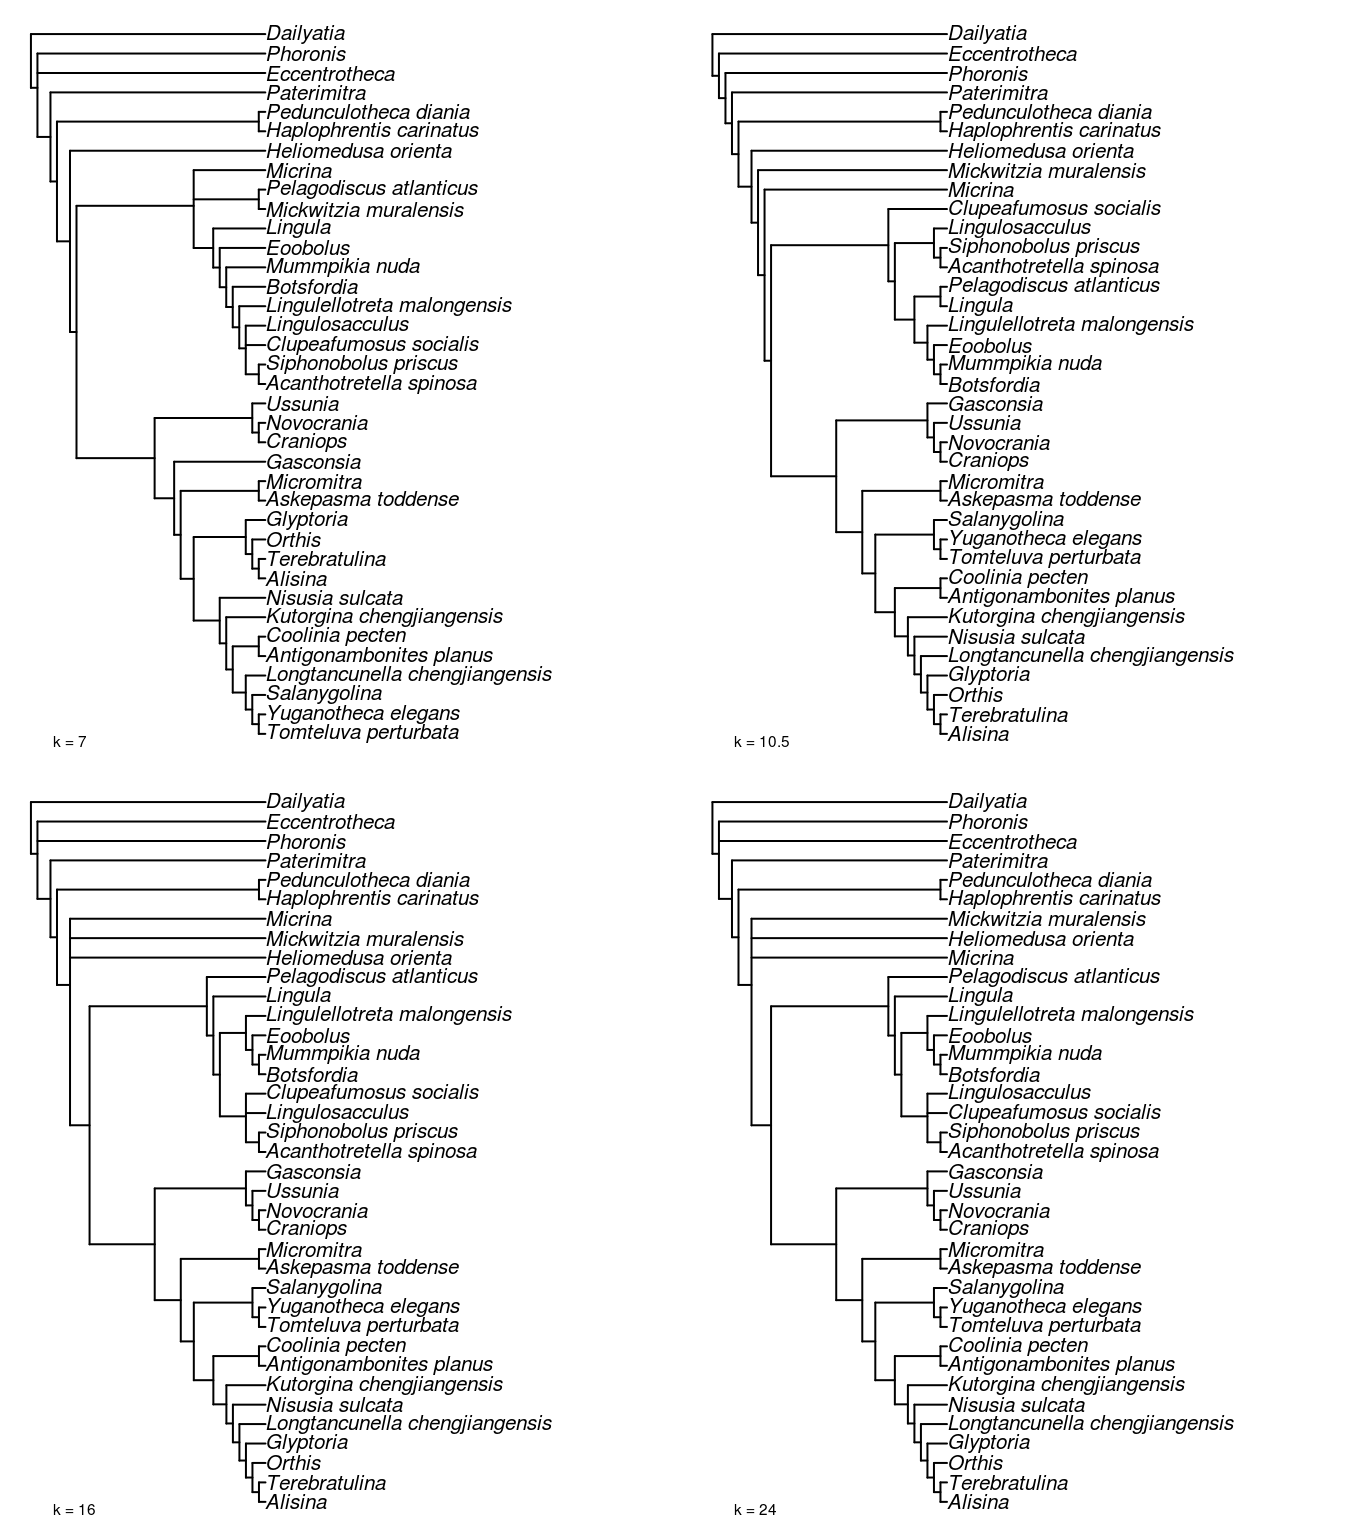 Dailyatia
Phoronis
Eccentrotheca
Paterimitra
Pedunculotheca diania
Haplophrentis carinatus
Heliomedusa orienta
Micrina
Pelagodiscus atlanticus
Mickwitzia muralensis
Lingula
Eoobolus
Mummpikia nuda
Botsfordia
Lingulellotreta malongensis
Lingulosacculus
Clupeafumosus socialis
Siphonobolus priscus
Acanthotretella spinosa
Ussunia
Novocrania
Craniops
Gasconsia
Micromitra
Askepasma toddense
Glyptoria
Orthis
Terebratulina
Alisina
Nisusia sulcata
Kutorgina chengjiangensis
Coolinia pecten
Antigonambonites planus
Longtancunella chengjiangensis
Salanygolina
Yuganotheca elegans
Tomteluva perturbata
k = 7
Dailyatia
Eccentrotheca
Phoronis
Paterimitra
Pedunculotheca diania
Haplophrentis carinatus
Heliomedusa orienta
Mickwitzia muralensis
Micrina
Clupeafumosus socialis
Lingulosacculus
Siphonobolus priscus
Acanthotretella spinosa
Pelagodiscus atlanticus
Lingula
Lingulellotreta malongensis
Eoobolus
Mummpikia nuda
Botsfordia
Gasconsia
Ussunia
Novocrania
Craniops
Micromitra
Askepasma toddense
Salanygolina
Yuganotheca elegans
Tomteluva perturbata
Coolinia pecten
Antigonambonites planus
Kutorgina chengjiangensis
Nisusia sulcata
Longtancunella chengjiangensis
Glyptoria
Orthis
Terebratulina
Alisina
k = 10.5
Dailyatia
Eccentrotheca
Phoronis
Paterimitra
Pedunculotheca diania
Haplophrentis carinatus
Micrina
Mickwitzia muralensis
Heliomedusa orienta
Pelagodiscus atlanticus
Lingula
Lingulellotreta malongensis
Eoobolus
Mummpikia nuda
Botsfordia
Clupeafumosus socialis
Lingulosacculus
Siphonobolus priscus
Acanthotretella spinosa
Gasconsia
Ussunia
Novocrania
Craniops
Micromitra
Askepasma toddense
Salanygolina
Yuganotheca elegans
Tomteluva perturbata
Coolinia pecten
Antigonambonites planus
Kutorgina chengjiangensis
Nisusia sulcata
Longtancunella chengjiangensis
Glyptoria
Orthis
Terebratulina
Alisina
k = 16
Dailyatia
Phoronis
Eccentrotheca
Paterimitra
Pedunculotheca diania
Haplophrentis carinatus
Mickwitzia muralensis
Heliomedusa orienta
Micrina
Pelagodiscus atlanticus
Lingula
Lingulellotreta malongensis
Eoobolus
Mummpikia nuda
Botsfordia
Lingulosacculus
Clupeafumosus socialis
Siphonobolus priscus
Acanthotretella spinosa
Gasconsia
Ussunia
Novocrania
Craniops
Micromitra
Askepasma toddense
Salanygolina
Yuganotheca elegans
Tomteluva perturbata
Coolinia pecten
Antigonambonites planus
Kutorgina chengjiangensis
Nisusia sulcata
Longtancunella chengjiangensis
Glyptoria
Orthis
Terebratulina
Alisina
k = 24